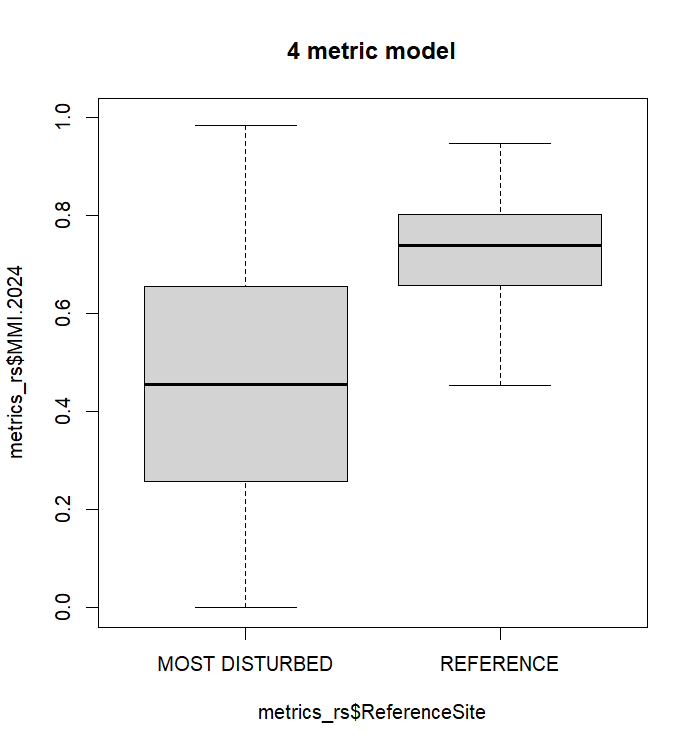 4 metric model
metrics_rs$MMI.2024
1.0
0.8
0.6
0.4
0.2
0.0
MOST DISTURBED
REFERENCE
metrics_rs$ReferenceSite